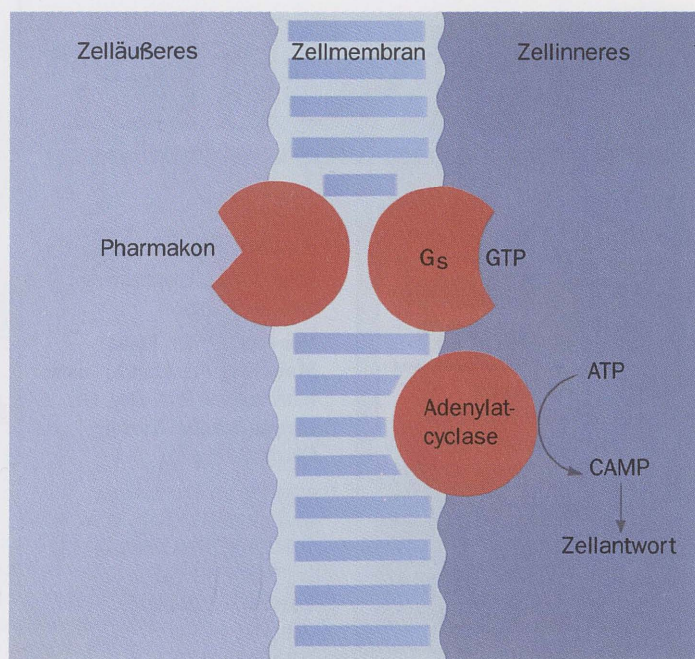 Zelläußeres
Zellmembran
Zellinneres
Pharmakon
Gs
GTP
Adenylat-
cyclase
ATP
CAMP
Zellantwort